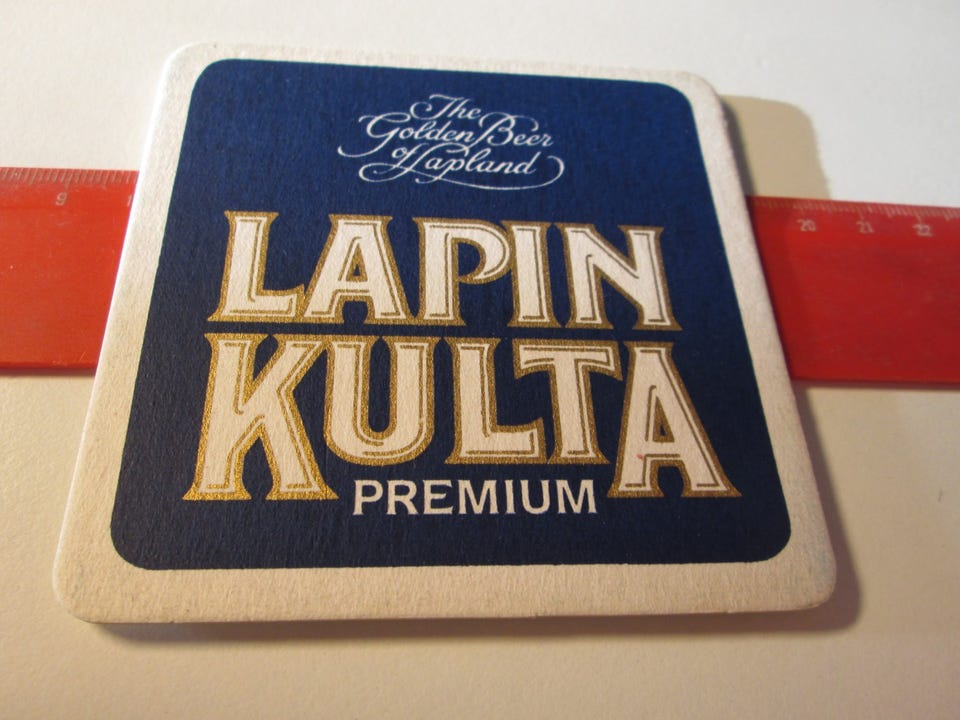 The
Golden Beer
of Lapland
LAPIN
KULTA
PREMIUM
9
20 21 22